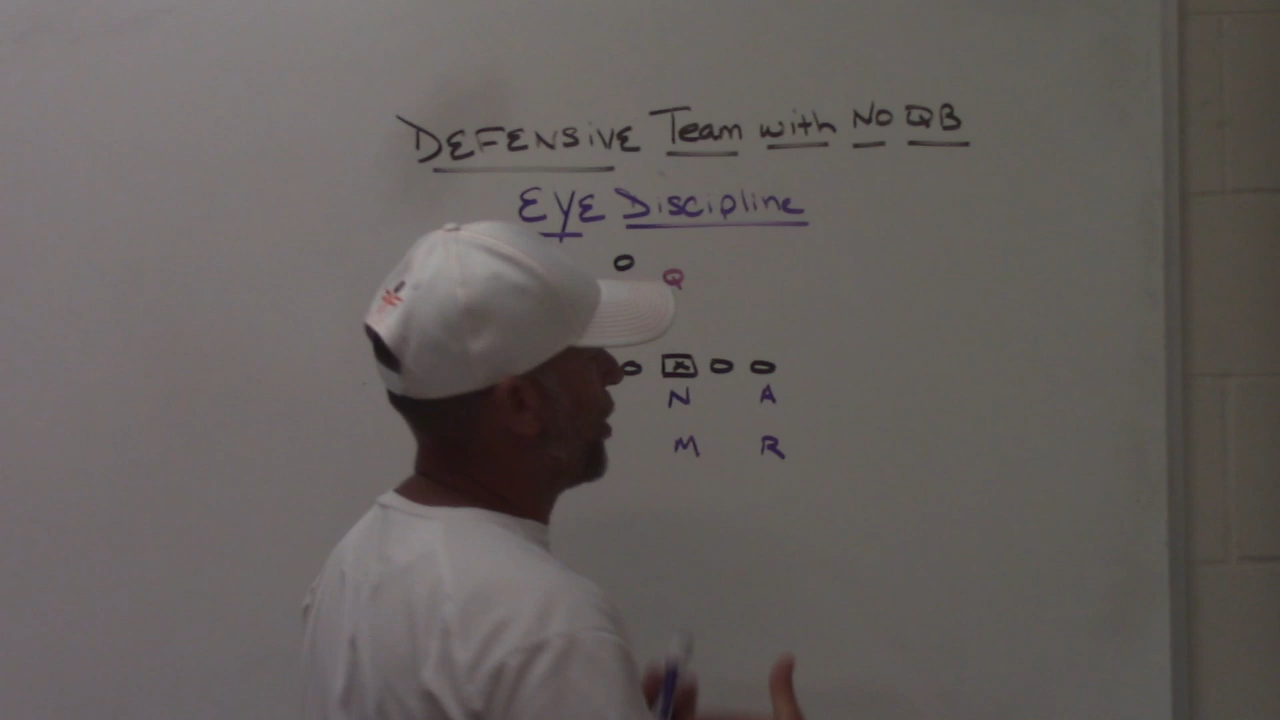 DEFENSIVE Team with No QB
EYE Discipline
O Q
O X O O
N A
M R